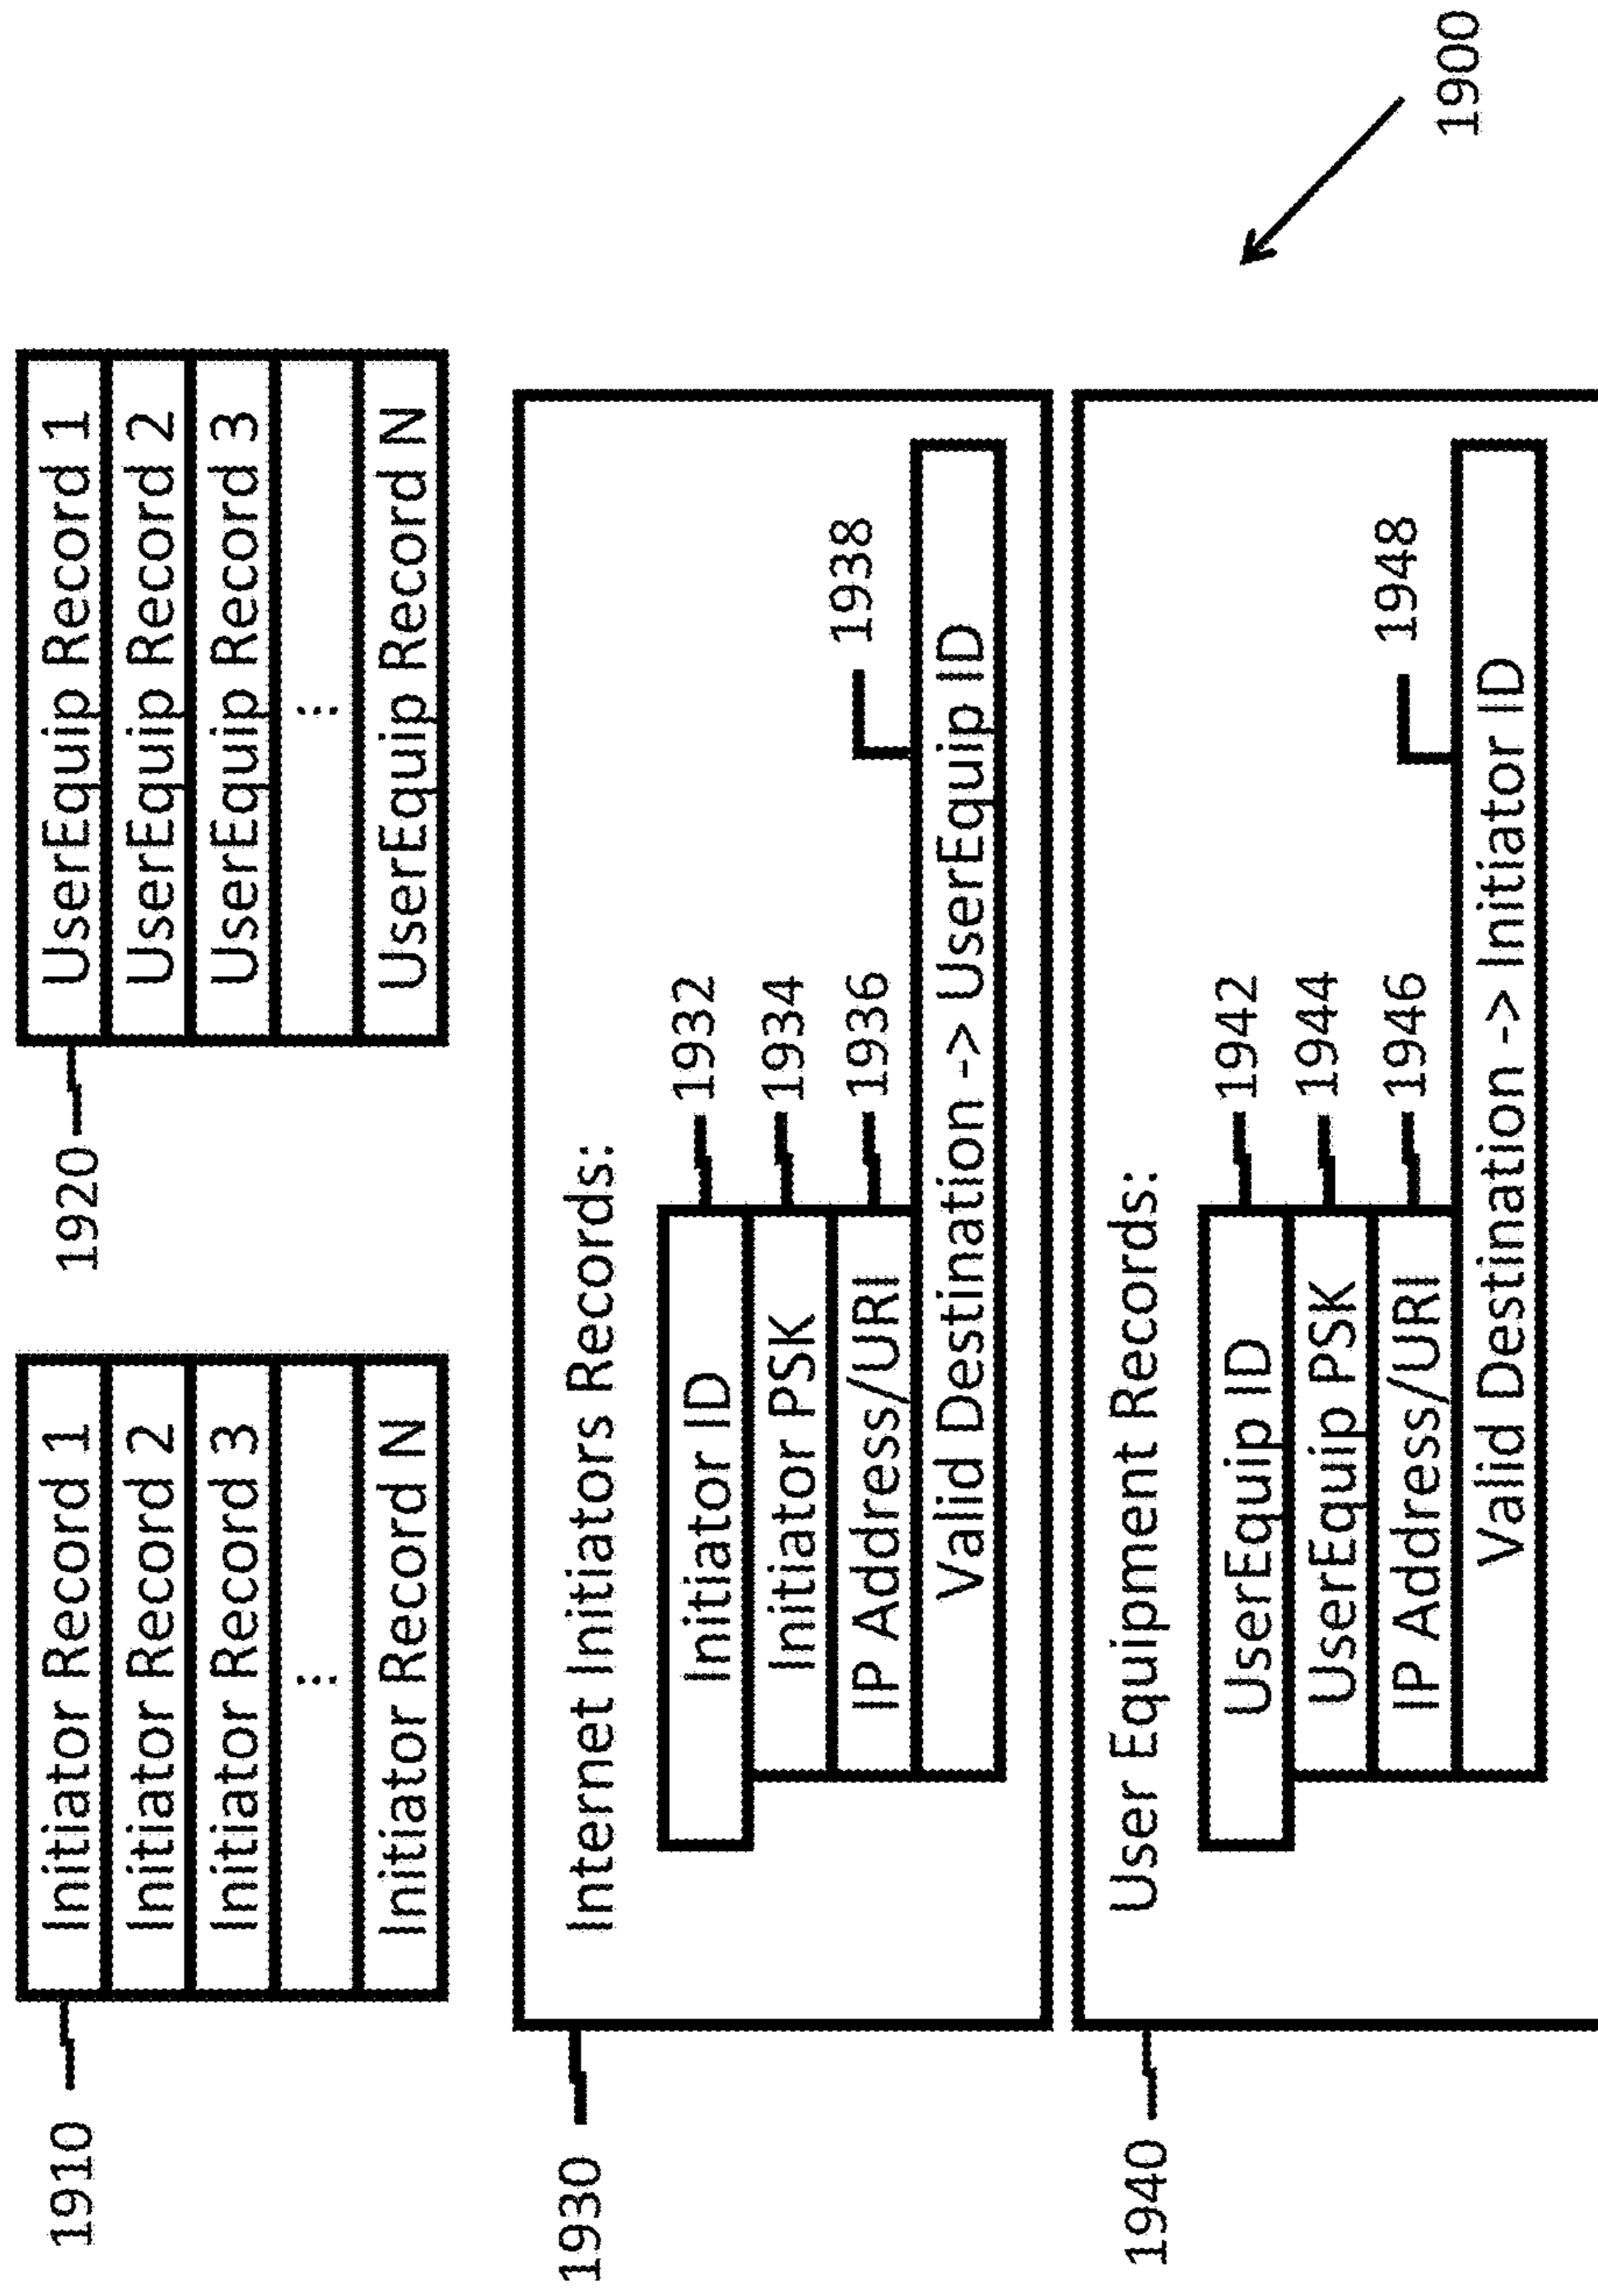 1910
Initiator Record 1
Initiator Record 2
Initiator Record 3
⋮
Initiator Record N
1920
UserEquip Record 1
UserEquip Record 2
UserEquip Record 3
⋮
UserEquip Record N
1930
Internet Initiators Records:
Initiator ID
1932
Initiator PSK
1934
IP Address/URI
1936
1938
Valid Destination -> UserEquip ID
1940
User Equipment Records:
UserEquip ID
1942
UserEquip PSK
1944
IP Address/URI
1946
1948
Valid Destination -> Initiator ID
1900